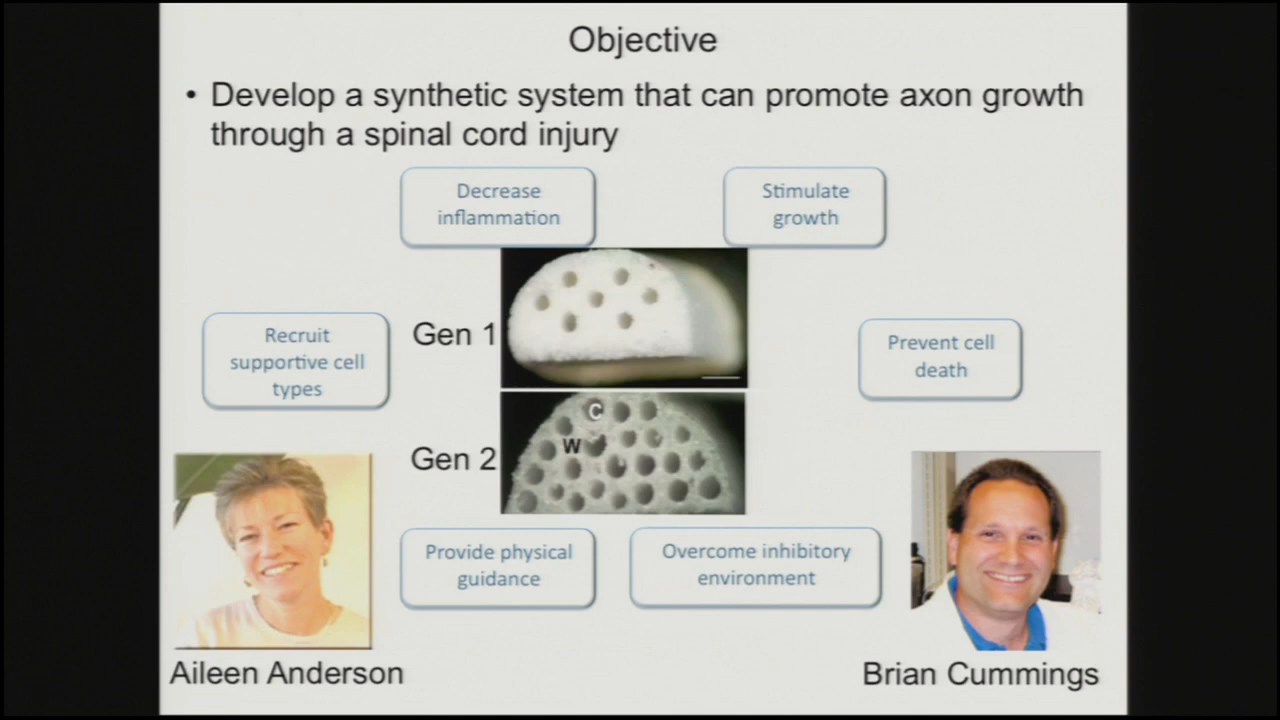 Objective
• Develop a synthetic system that can promote axon growth
through a spinal cord injury
Decrease
inflammation
Stimulate
growth
Recruit
supportive cell
types
Gen 1
Prevent cell
death
C
W
Gen 2
Provide physical
guidance
Overcome inhibitory
environment
Aileen Anderson
Brian Cummings